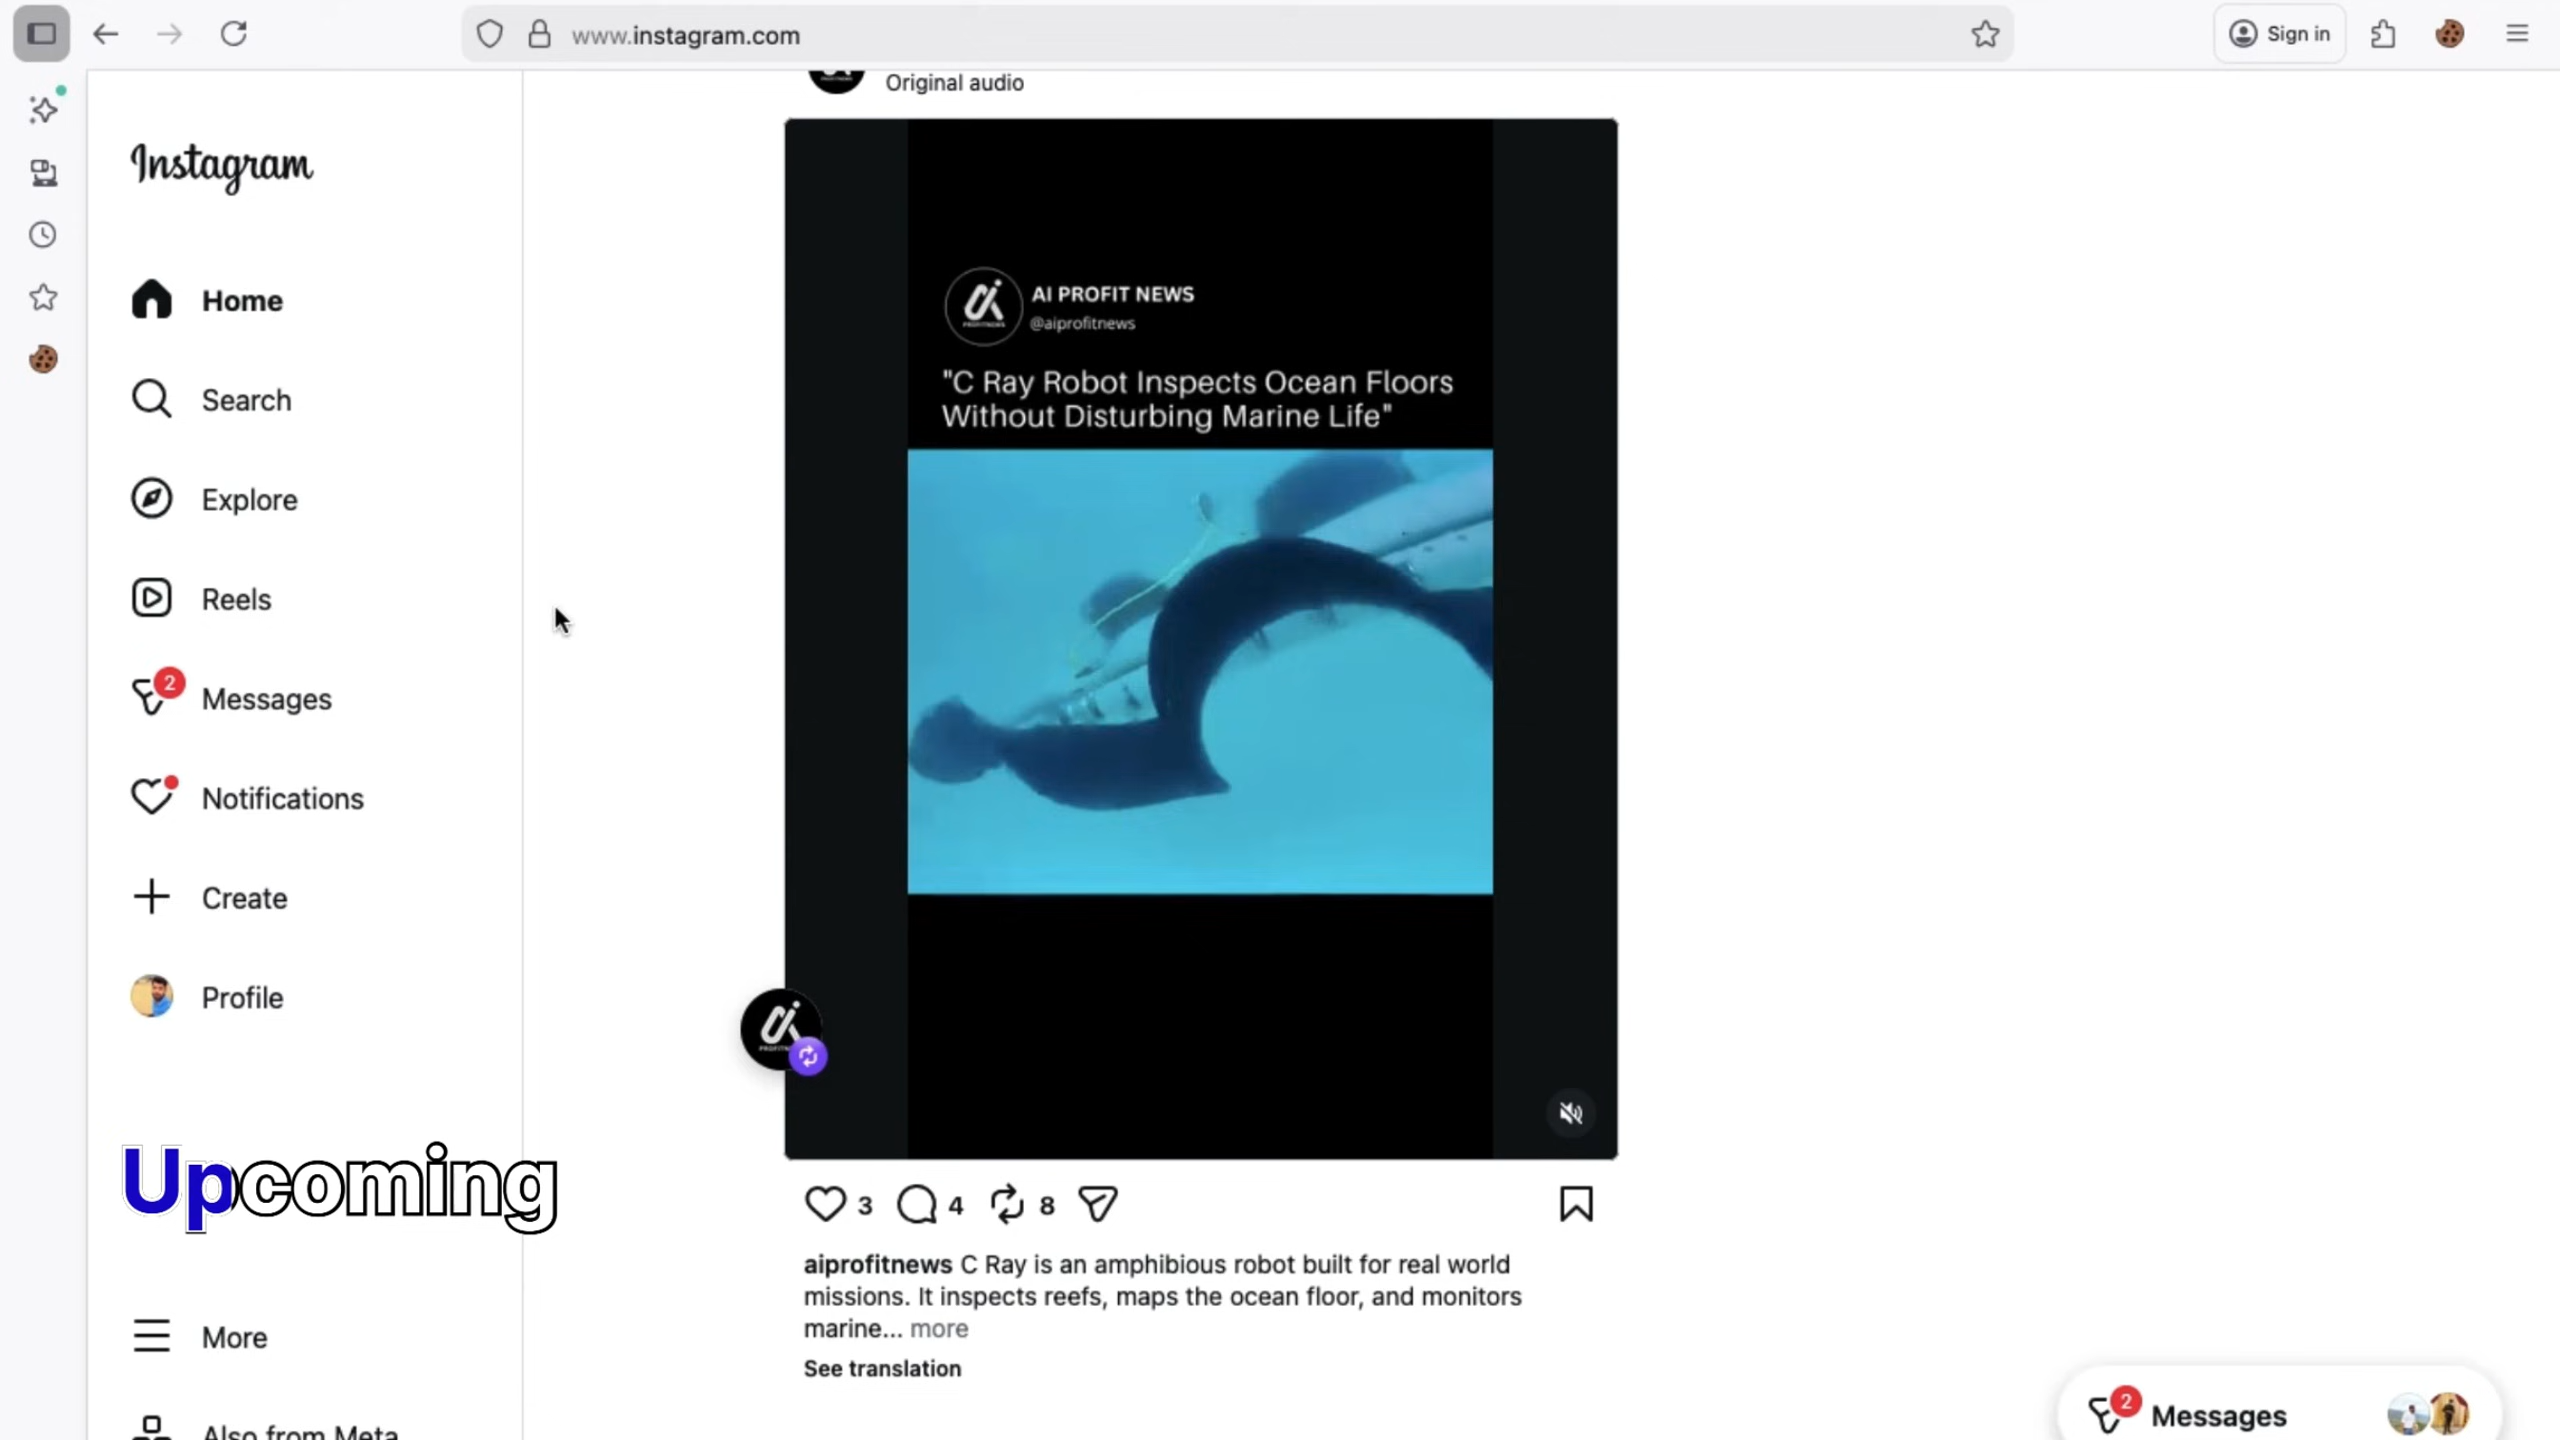 www.instagram.com
Sign in
Original audio
Instagram
Home
Search
Explore
Reels
2
Messages
Notifications
Create
Profile
Upcoming
More
Also from Meta
AI PROFIT NEWS
@aiprofitnews
"C Ray Robot Inspects Ocean Floors
Without Disturbing Marine Life"
3 4 8
aiprofitnews C Ray is an amphibious robot built for real world
missions. It inspects reefs, maps the ocean floor, and monitors
marine... more
See translation
2
Messages